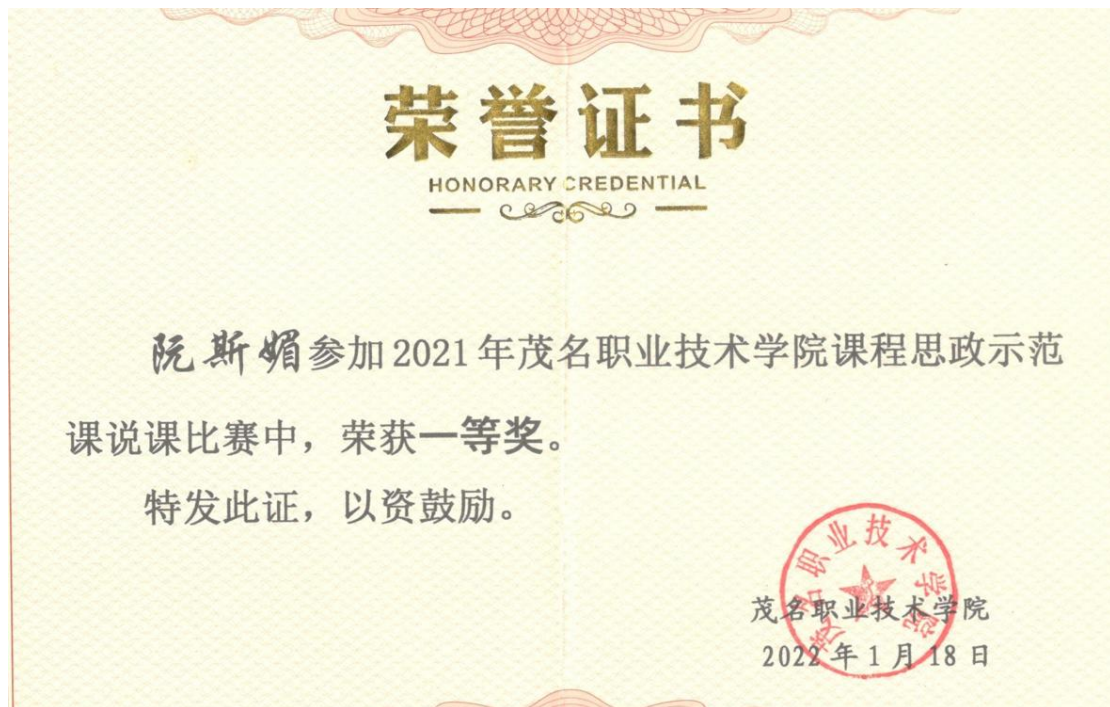 荣誉证书
HONORARY CREDENTIAL
阮斯媚参加2021年茂名职业技术学院课程思政示范
课说课比赛中，荣获一等奖。
特发此证，以资鼓励。
茂名职业技术学院
茂名职业技术学院
2022年1月18日